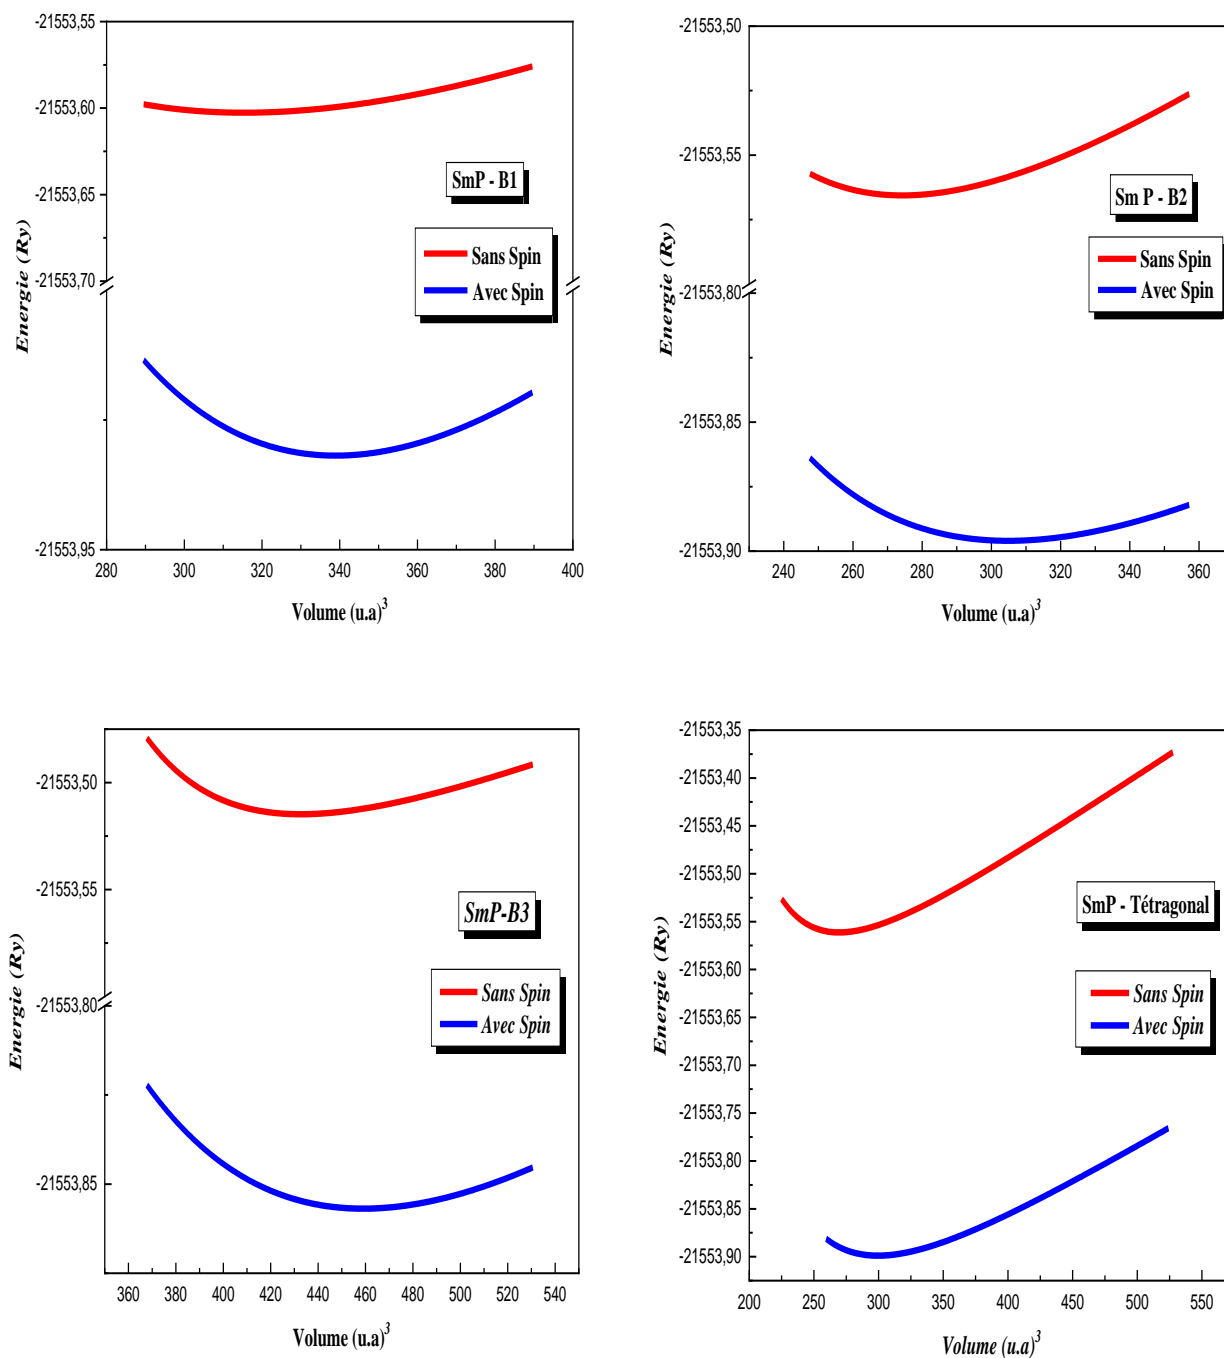 -21553,55
-21553,60
-21553,65
-21553,70
-21553,95
280 300 320 340 360 380 400
Energie (Ry)
Volume (u.a)³
SmP - B1
Sans Spin
Avec Spin
-21553,50
-21553,55
-21553,80
-21553,85
-21553,90
240 260 280 300 320 340 360
Energie (Ry)
Volume (u.a)³
Sm P - B2
Sans Spin
Avec Spin
-21553,50
-21553,55
-21553,80
-21553,85
360 380 400 420 440 460 480 500 520 540
Energie (Ry)
Volume (u.a)³
SmP-B3
Sans Spin
Avec Spin
-21553,35
-21553,40
-21553,45
-21553,50
-21553,55
-21553,60
-21553,65
-21553,70
-21553,75
-21553,80
-21553,85
-21553,90
200 250 300 350 400 450 500 550
Energie (Ry)
Volume (u.a)³
SmP - Tétragonal
Sans Spin
Avec Spin